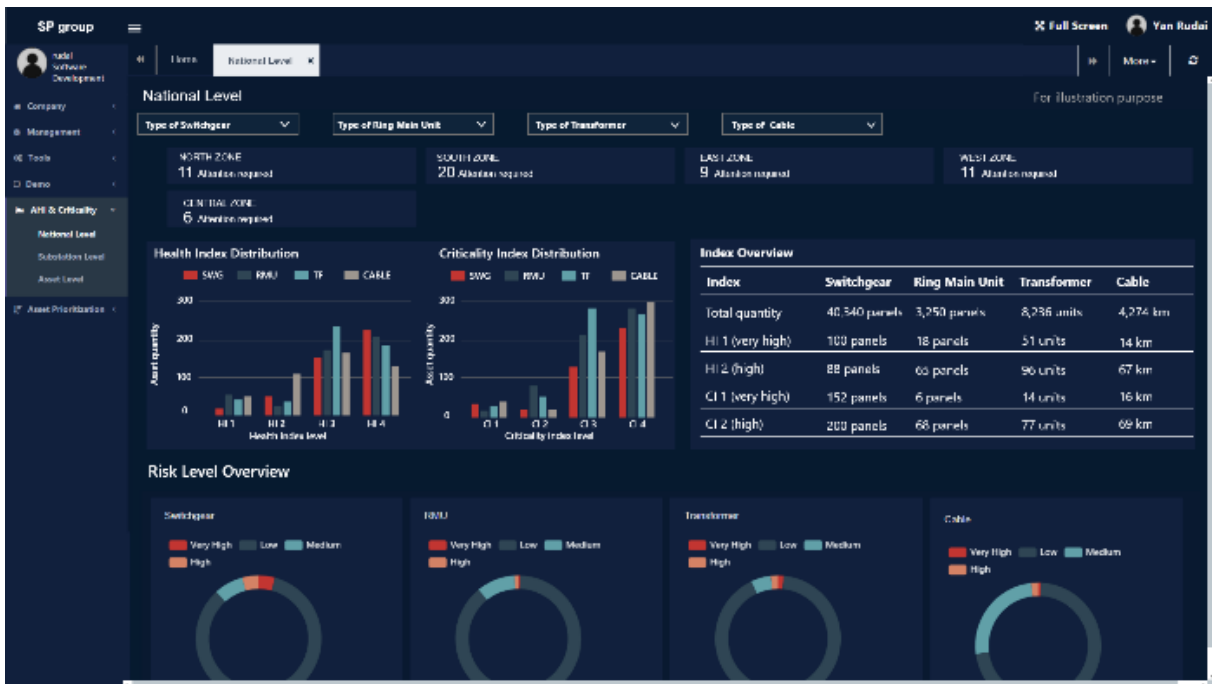 SP group
Full Screen
Yan Rudai
rudai
software
Development
Home
National Level ×
More
Company
Management
Tools
Demo
AHI & Criticality
National Level
Substation Level
Asset Level
Asset Prioritization
National Level
For illustration purpose
Type of Switchgear
Type of Ring Main Unit
Type of Transformer
Type of Cable
NORTH ZONE
11 Attention required
SOUTH ZONE
20 Attention required
EAST ZONE
9 Attention required
WEST ZONE
11 Attention required
CENTRAL ZONE
6 Attention required
Health Index Distribution
SWG RMU TF CABLE
300
200
100
0
Asset quantity
HI 1 HI 2 HI 3 HI 4
Health Index level
Criticality Index Distribution
SWG RMU TF CABLE
300
200
100
0
Asset quantity
CI 1 CI 2 CI 3 CI 4
Criticality Index level
Index Overview
Index Switchgear Ring Main Unit Transformer Cable
Total quantity 40,340 panels 3,250 panels 8,236 units 4,274 km
HI 1 (very high) 100 panels 18 panels 51 units 14 km
HI 2 (high) 88 panels 65 panels 96 units 67 km
CI 1 (very high) 152 panels 6 panels 14 units 16 km
CI 2 (high) 200 panels 68 panels 77 units 69 km
Risk Level Overview
Switchgear
Very High Low Medium
High
RMU
Very High Low Medium
High
Transformer
Very High Low Medium
High
Cable
Very High Low Medium
High